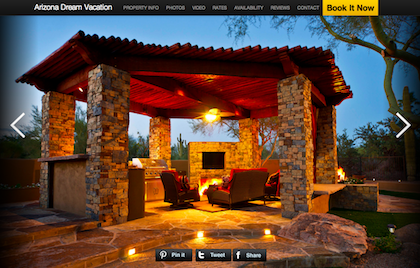 Arizona Dream Vacation PROPERTY INFO PHOTOS VIDEO RATES AVAILABILITY REVIEWS CONTACT Book It Now
Pin it Tweet Share